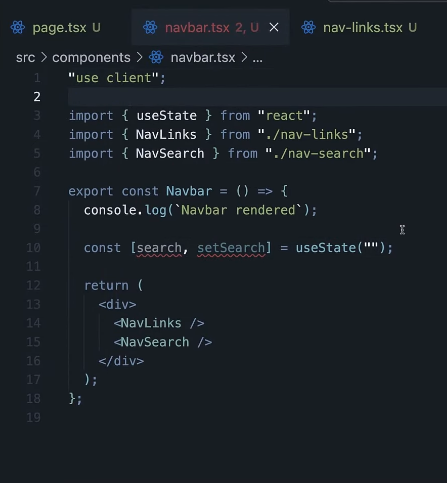 page.tsx U
navbar.tsx 2, U
nav-links.tsx U
src > components > navbar.tsx > ...
1 "use client";
2
3 import { useState } from "react";
4 import { NavLinks } from "./nav-links";
5 import { NavSearch } from "./nav-search";
6
7 export const Navbar = () => {
8 console.log(`Navbar rendered`);
9
10 const [search, setSearch] = useState("");
11
12 return (
13 <div>
14 <NavLinks />
15 <NavSearch />
16 </div>
17 );
18 };
19